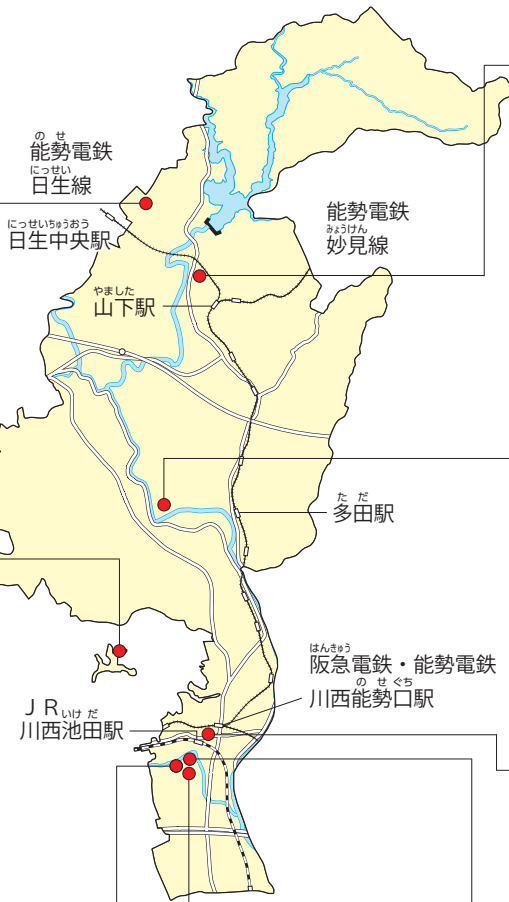 のせ
能勢電鉄
にっせい
日生線
にっせいちゅうおう
日生中央駅
能勢電鉄
みょうけん
妙見線
やました
山下駅
ただ
多田駅
はんきゅう
阪急電鉄・能勢電鉄
のせぐち
川西能勢口駅
ＪＲ
いけだ
川西池田駅